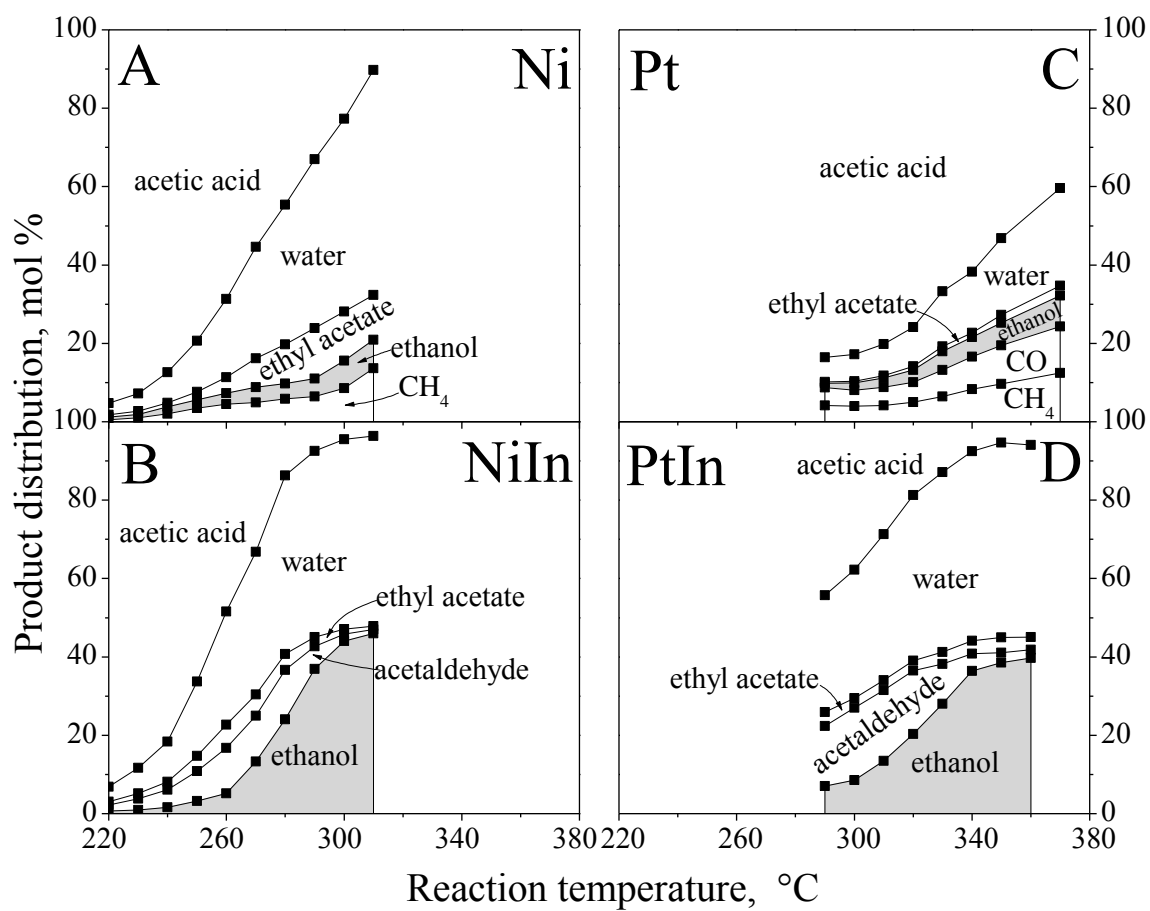 Product distribution, mol %
100
80
60
40
20
A
Ni
acetic acid
water
ethyl acetate
ethanol
CH4
Pt
C
acetic acid
water
ethyl acetate
ethanol
CO
CH4
100
80
60
40
20
100
80
60
40
20
0
B
NiIn
acetic acid
water
ethyl acetate
acetaldehyde
ethanol
220 260 300 340 380
PtIn
D
acetic acid
water
ethyl acetate
acetaldehyde
ethanol
100
80
60
40
20
0
220 260 300 340 380
Reaction temperature, °C